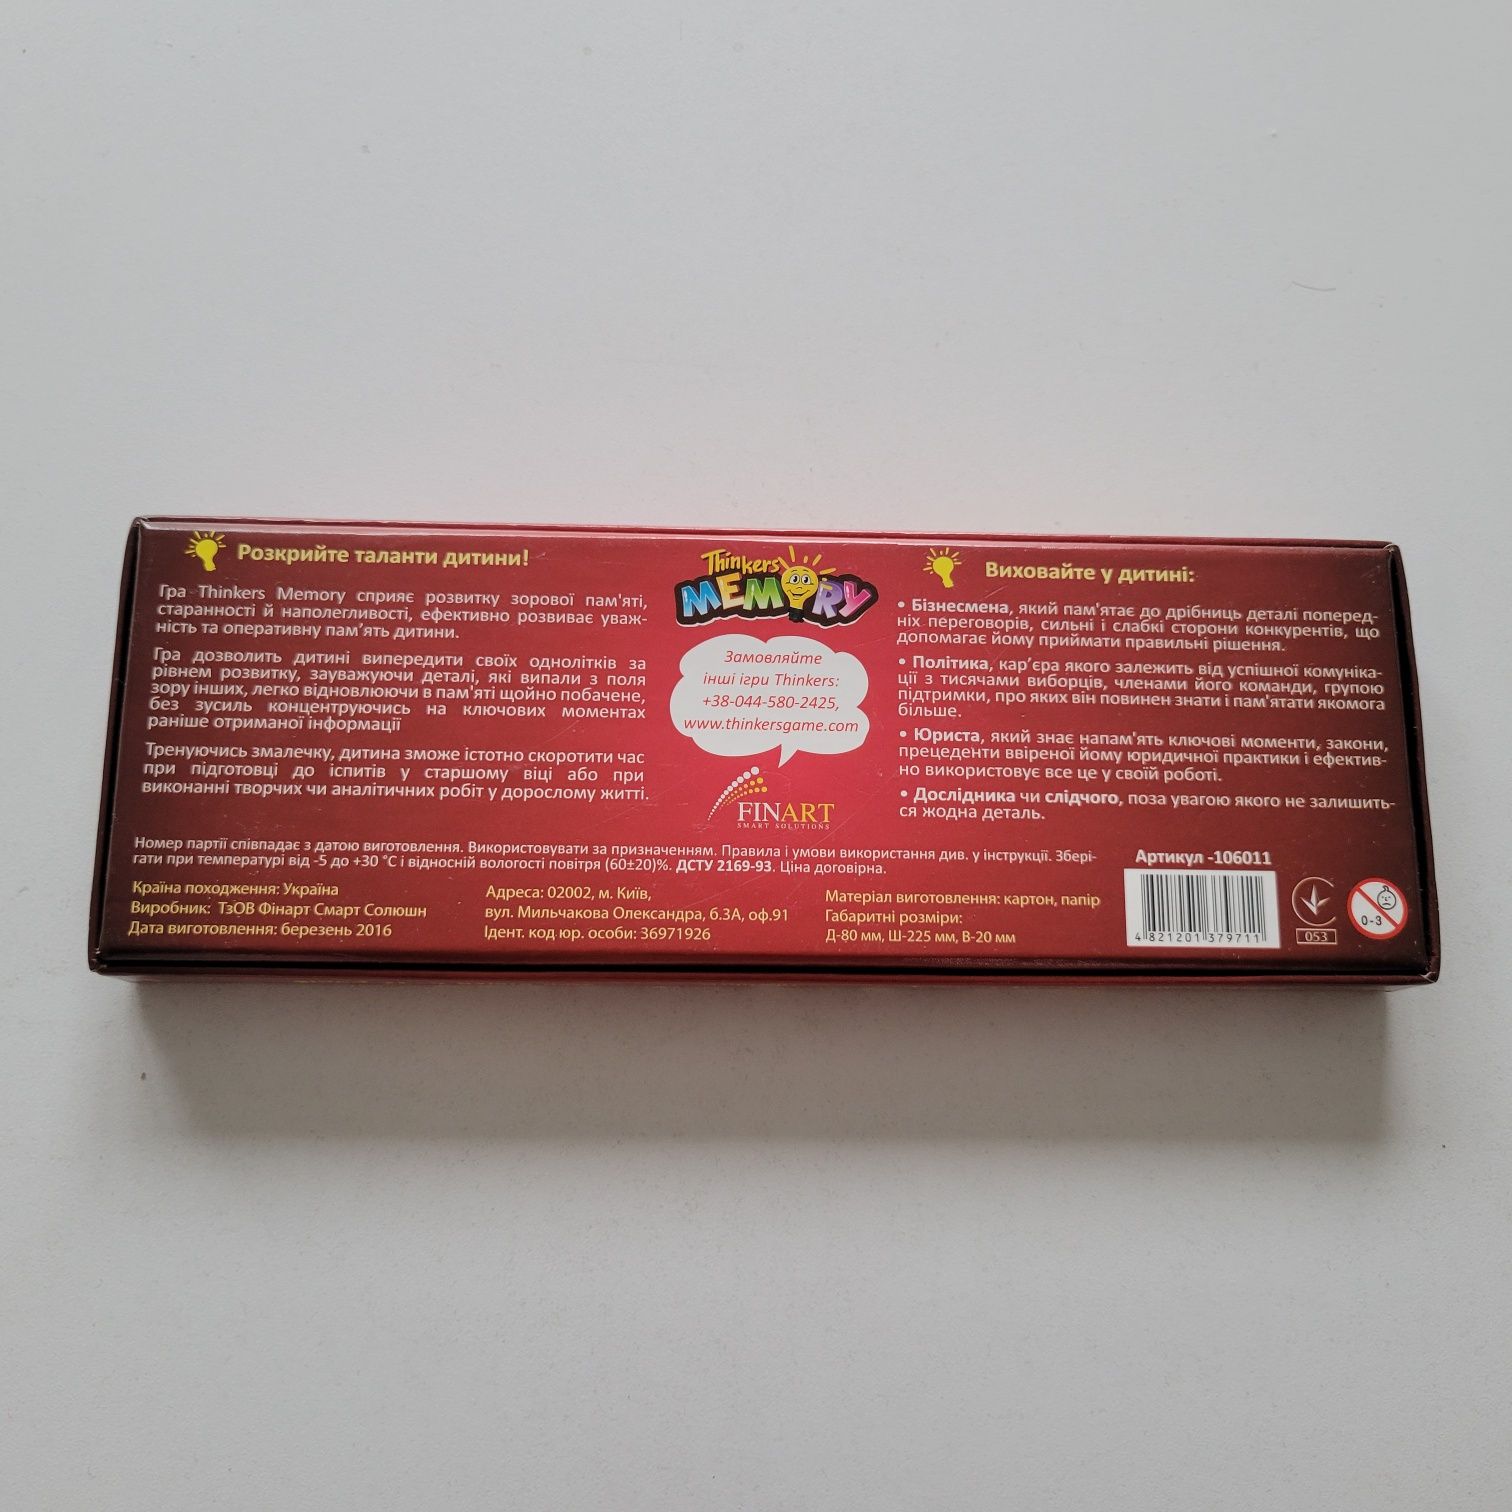 Розкрийте таланти дитини!
Гра Thinkers Memory сприяє розвитку зорової пам'яті,
старанності й наполегливості, ефективно розвиває уваж-
ність та оперативну пам'ять дитини.
Гра дозволить дитині випередити своїх однолітків за
рівнем розвитку, зауважуючи деталі, які випали з поля
зору інших, легко відновлюючи в пам'яті щойно побачене,
без зусиль концентруючись на ключових моментах
раніше отриманої інформації
Тренуючись змалечку, дитина зможе істотно скоротити час
при підготовці до іспитів у старшому віці або при
виконанні творчих чи аналітичних робіт у дорослому житті.
Thinkers
MEMORY
Замовляйте
інші ігри Thinkers:
+38-044-580-2425,
www.thinkersgame.com
FINART
SMART SOLUTIONS
Виховайте у дитині:
• Бізнесмена, який пам'ятає до дрібниць деталі поперед-
ніх переговорів, сильні і слабкі сторони конкурентів, що
допомагає йому приймати правильні рішення.
• Політика, кар'єра якого залежить від успішної комуніка-
ції з тисячами виборців, членами його команди, групою
підтримки, про яких він повинен знати і пам'ятати якомога
більше.
• Юриста, який знає напам'ять ключові моменти, закони,
прецеденти ввіреної йому юридичної практики і ефектив-
но використовує все це у своїй роботі.
• Дослідника чи слідчого, поза увагою якого не залишить-
ся жодна деталь.
Номер партії співпадає з датою виготовлення. Використовувати за призначенням. Правила і умови використання див. у інструкції. Збері-
гати при температурі від -5 до +30 °С і відносній вологості повітря (60±20)%. ДСТУ 2169-93. Ціна договірна.
Країна походження: Україна
Виробник: ТзОВ Фінарт Смарт Солюшн
Дата виготовлення: березень 2016
Адреса: 02002, м. Київ,
вул. Мильчакова Олександра, б.3А, оф.91
Ідент. код юр. особи: 36971926
Матеріал виготовлення: картон, папір
Габаритні розміри:
Д-80 мм, Ш-225 мм, В-20 мм
Артикул -106011
4 821201 379711
053
0-3